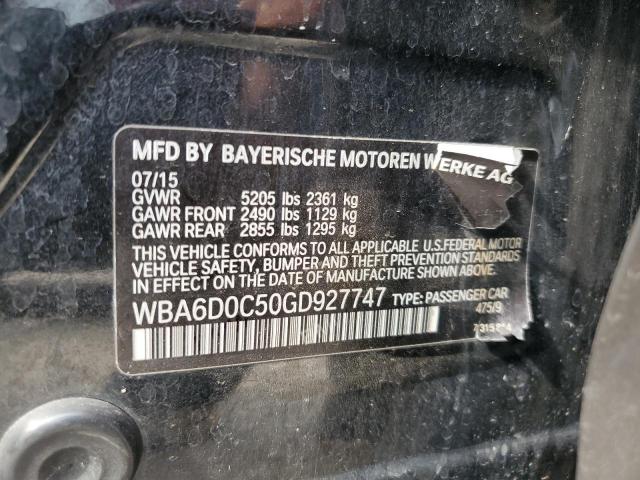 MFD BY BAYERISCHE MOTOREN WERKE AG
07/15
GVWR 5205 lbs 2361 kg
GAWR FRONT 2490 lbs 1129 kg
GAWR REAR 2855 lbs 1295 kg
THIS VEHICLE CONFORMS TO ALL APPLICABLE U.S.FEDERAL MOTOR
VEHICLE SAFETY, BUMPER AND THEFT PREVENTION STANDARDS
IN EFFECT ON THE DATE OF MANUFACTURE SHOWN ABOVE.
WBA6D0C50GD927747 TYPE: PASSENGER CAR
475/9